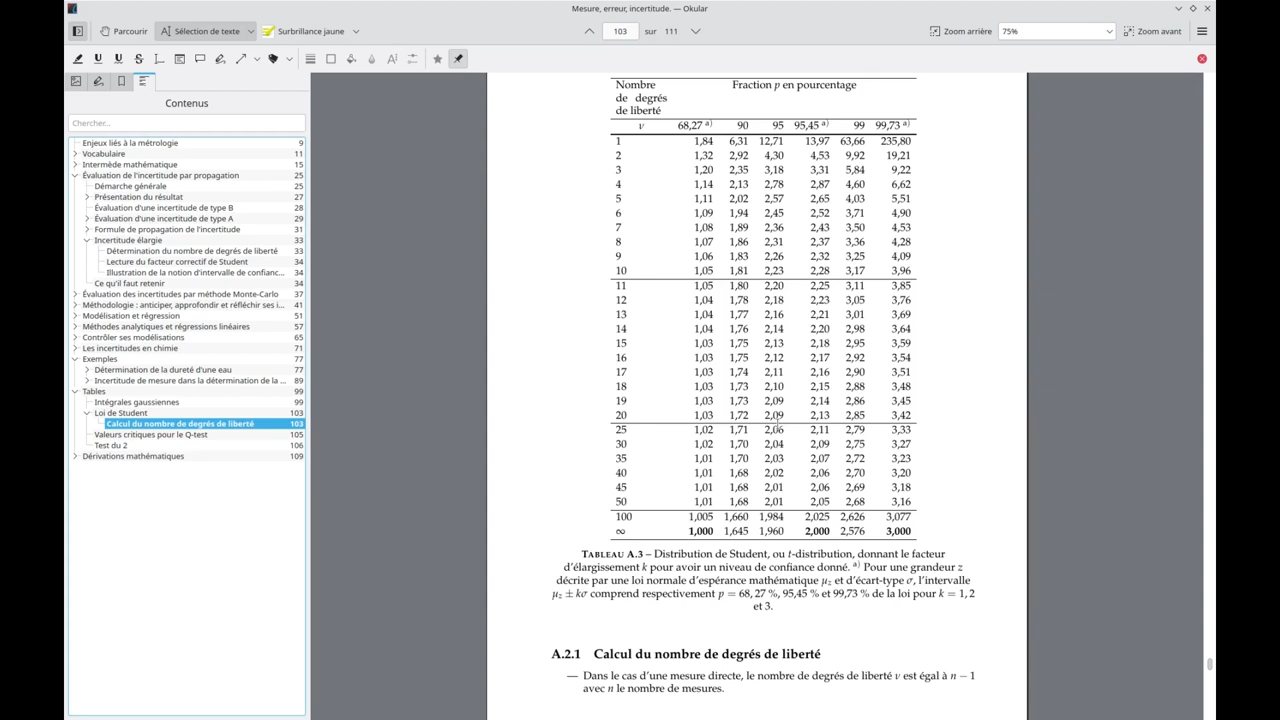 Mesure, erreur, incertitude. — Okular
Parcourir
Sélection de texte
Surbrillance jaune
103 sur 111
Zoom arrière
75%
Zoom avant
Contenus
Chercher...
Enjeux liés à la métrologie 9
Vocabulaire 11
Intermède mathématique 15
Évaluation de l'incertitude par propagation 25
Démarche générale 25
Présentation du résultat 27
Évaluation d'une incertitude de type B 28
Évaluation d'une incertitude de type A 29
Formule de propagation de l'incertitude 31
Incertitude élargie 33
Détermination du nombre de degrés de liberté 33
Lecture du facteur correctif de Student 34
Illustration de la notion d'intervalle de confianc... 34
Ce qu'il faut retenir 34
Évaluation des incertitudes par méthode Monte-Carlo 37
Méthodologie : anticiper, approfondir et réfléchir ses i... 41
Modélisation et régression 51
Méthodes analytiques et régressions linéaires 57
Contrôler ses modélisations 65
Les incertitudes en chimie 71
Exemples 77
Détermination de la dureté d'une eau 77
Incertitude de mesure dans la détermination de la ... 89
Tables 99
Intégrales gaussiennes 99
Loi de Student 103
Calcul du nombre de degrés de liberté 103
Valeurs critiques pour le Q-test 105
Test du 2 106
Dérivations mathématiques 109
Nombre de degrés de liberté Fraction p en pourcentage
ν 68,27 a) 90 95 95,45 a) 99 99,73 a)
1 1,84 6,31 12,71 13,97 63,66 235,80
2 1,32 2,92 4,30 4,53 9,92 19,21
3 1,20 2,35 3,18 3,31 5,84 9,22
4 1,14 2,13 2,78 2,87 4,60 6,62
5 1,11 2,02 2,57 2,65 4,03 5,51
6 1,09 1,94 2,45 2,52 3,71 4,90
7 1,08 1,89 2,36 2,43 3,50 4,53
8 1,07 1,86 2,31 2,37 3,36 4,28
9 1,06 1,83 2,26 2,32 3,25 4,09
10 1,05 1,81 2,23 2,28 3,17 3,96
11 1,05 1,80 2,20 2,25 3,11 3,85
12 1,04 1,78 2,18 2,23 3,05 3,76
13 1,04 1,77 2,16 2,21 3,01 3,69
14 1,04 1,76 2,14 2,20 2,98 3,64
15 1,03 1,75 2,13 2,18 2,95 3,59
16 1,03 1,75 2,12 2,17 2,92 3,54
17 1,03 1,74 2,11 2,16 2,90 3,51
18 1,03 1,73 2,10 2,15 2,88 3,48
19 1,03 1,73 2,09 2,14 2,86 3,45
20 1,03 1,72 2,09 2,13 2,85 3,42
25 1,02 1,71 2,06 2,11 2,79 3,33
30 1,02 1,70 2,04 2,09 2,75 3,27
35 1,01 1,70 2,03 2,07 2,72 3,23
40 1,01 1,68 2,02 2,06 2,70 3,20
45 1,01 1,68 2,01 2,06 2,69 3,18
50 1,01 1,68 2,01 2,05 2,68 3,16
100 1,005 1,660 1,984 2,025 2,626 3,077
∞ 1,000 1,645 1,960 2,000 2,576 3,000
TABLEAU A.3 – Distribution de Student, ou t-distribution, donnant le facteur
d'élargissement k pour avoir un niveau de confiance donné. a) Pour une grandeur z
décrite par une loi normale d'espérance mathématique μz et d'écart-type σ, l'intervalle
μz ± kσ comprend respectivement p = 68, 27 %, 95,45 % et 99,73 % de la loi pour k = 1, 2
et 3.
A.2.1 Calcul du nombre de degrés de liberté
— Dans le cas d'une mesure directe, le nombre de degrés de liberté ν est égal à n − 1
avec n le nombre de mesures.